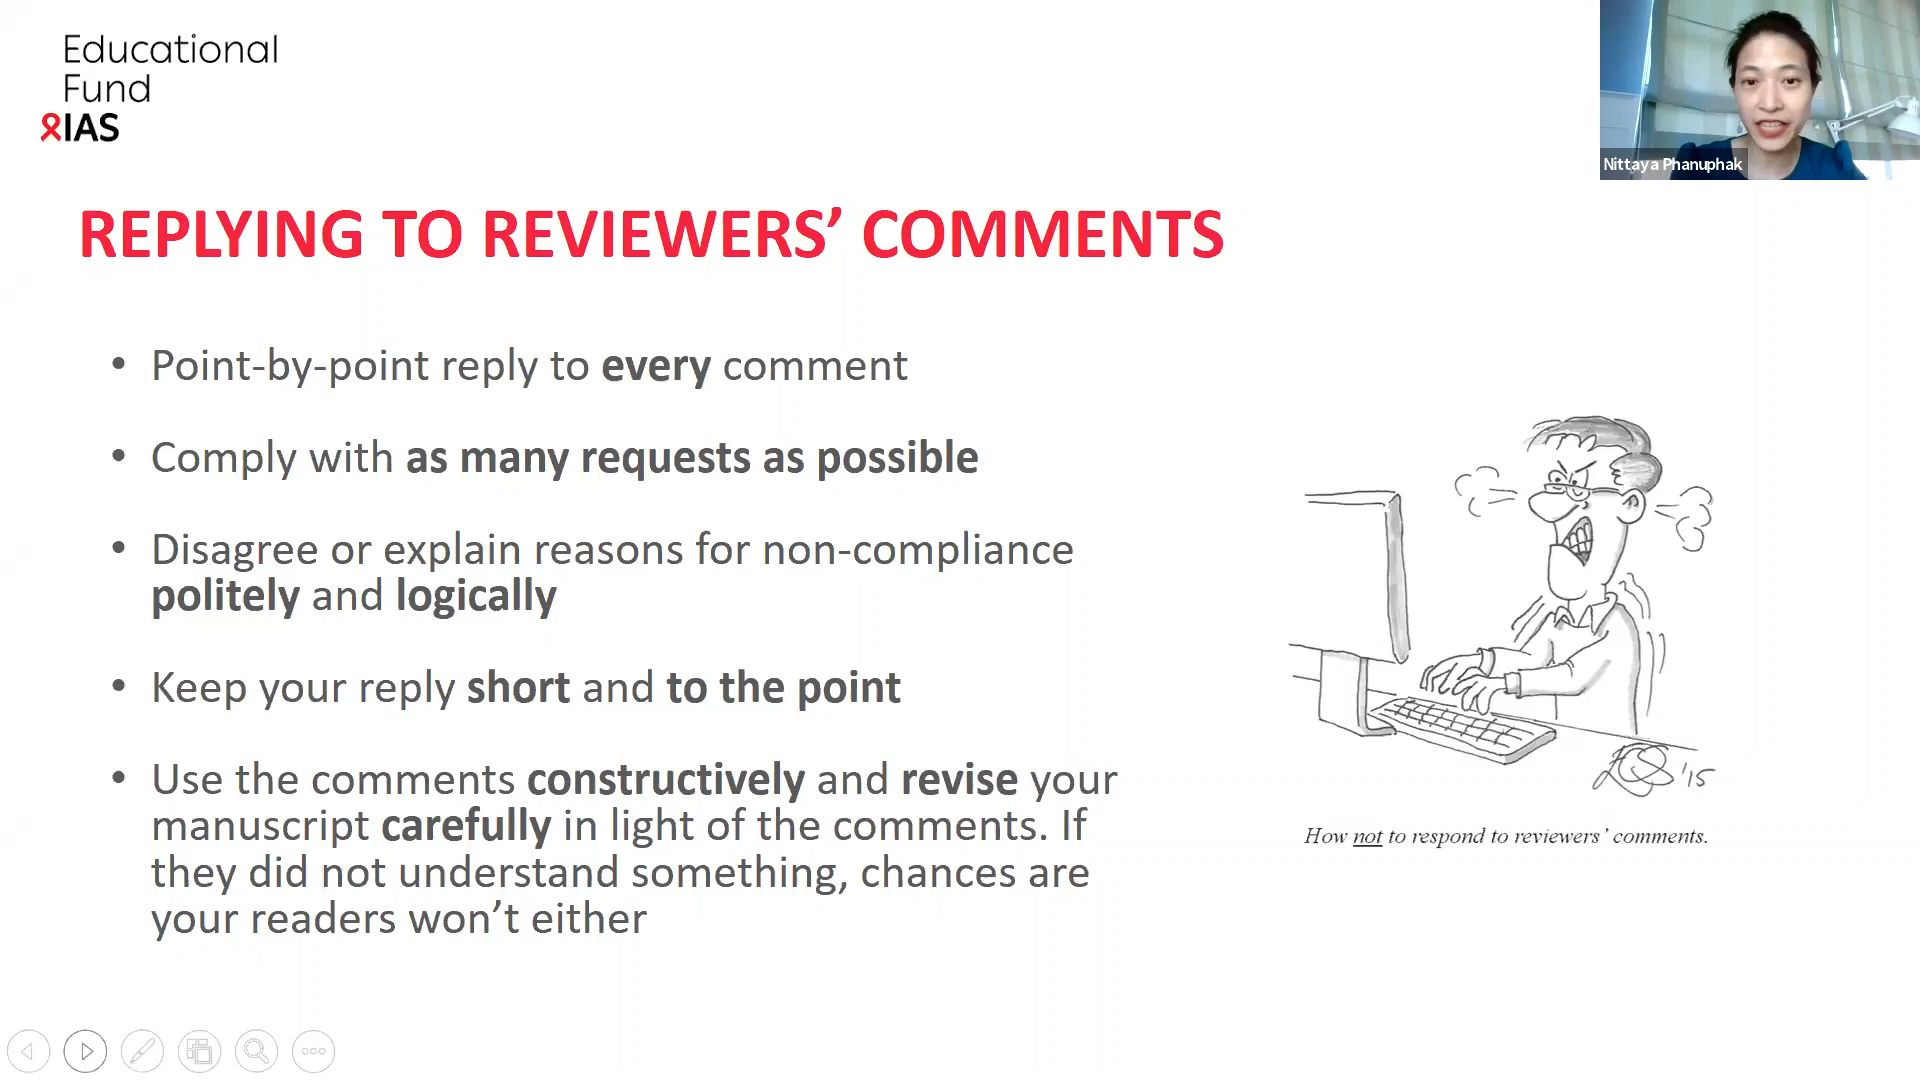 Educational
Fund
IAS
Nittaya Phanuphak
REPLYING TO REVIEWERS’ COMMENTS
• Point-by-point reply to every comment
• Comply with as many requests as possible
• Disagree or explain reasons for non-compliance
politely and logically
• Keep your reply short and to the point
• Use the comments constructively and revise your
manuscript carefully in light of the comments. If
they did not understand something, chances are
your readers won’t either
'15
How not to respond to reviewers’ comments.